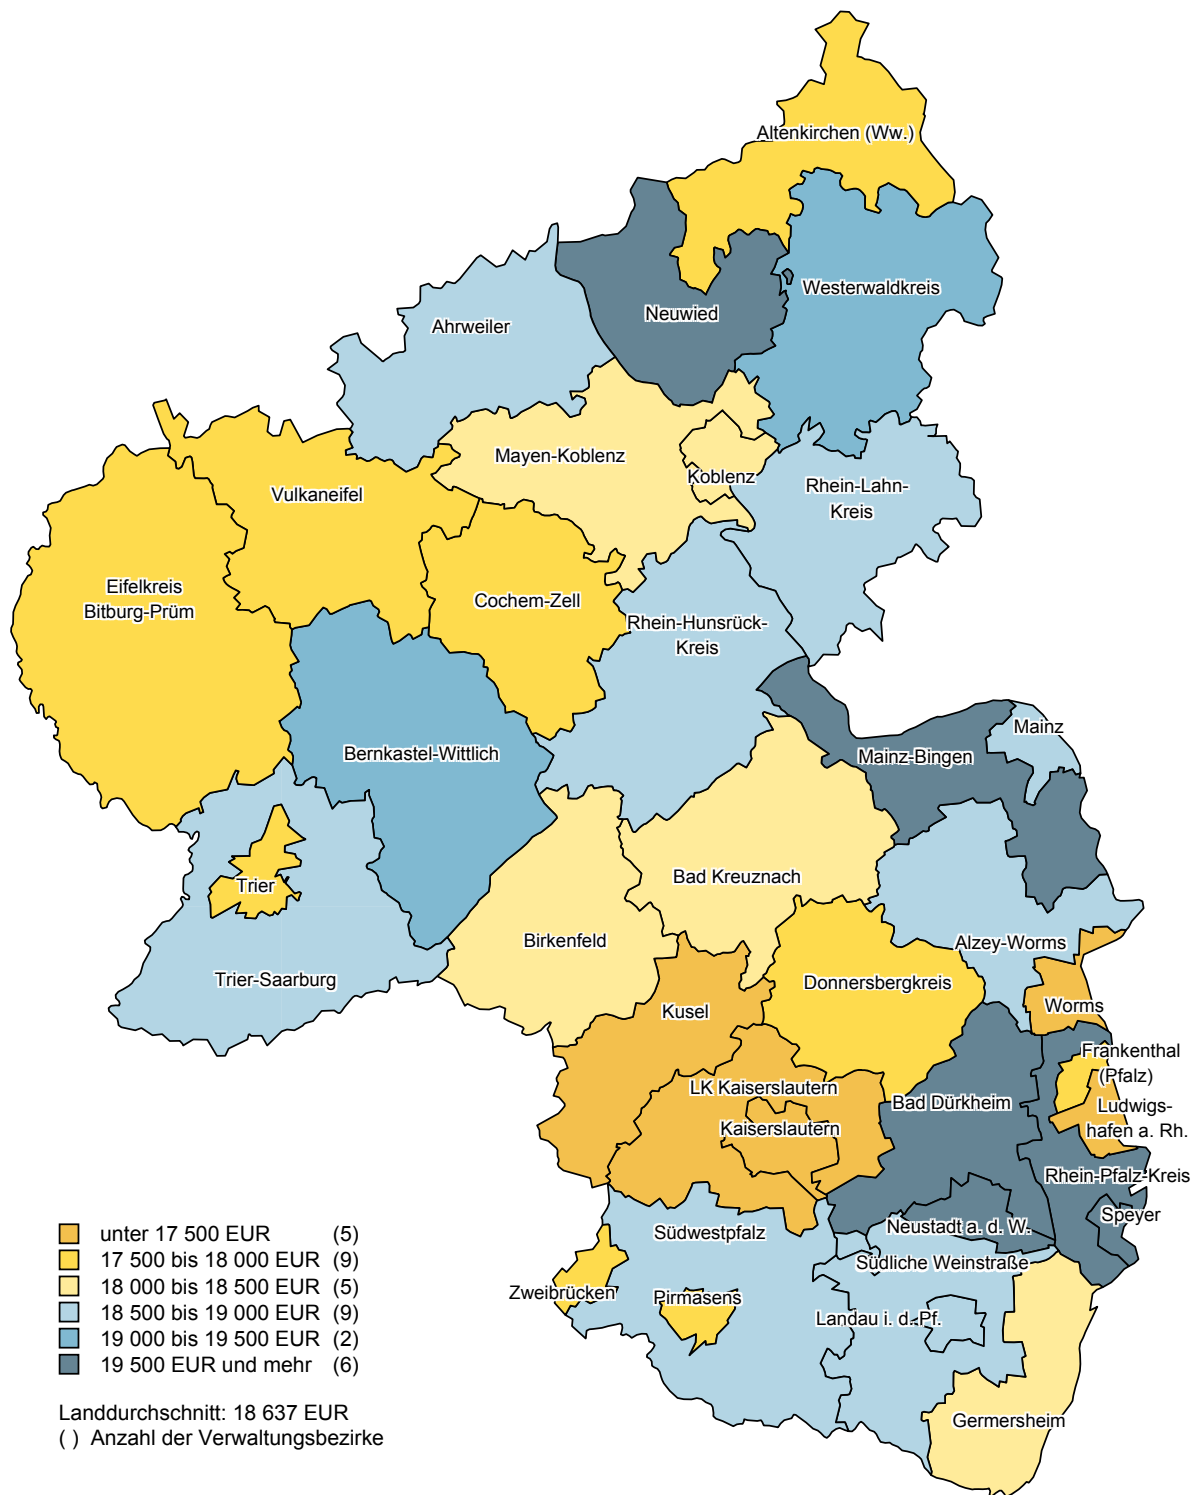 Altenkirchen (Ww.)
Westerwaldkreis
Neuwied
Ahrweiler
Mayen-Koblenz
Koblenz
Rhein-Lahn-
Kreis
Vulkaneifel
Eifelkreis
Bitburg-Prüm
Cochem-Zell
Rhein-Hunsrück-
Kreis
Mainz
Bernkastel-Wittlich
Mainz-Bingen
Bad Kreuznach
Trier
Birkenfeld
Alzey-Worms
Trier-Saarburg
Donnersbergkreis
Kusel
Worms
Frankenthal
(Pfalz)
LK Kaiserslautern
Bad Dürkheim
Ludwigs-
hafen a. Rh.
Kaiserslautern
Rhein-Pfalz-Kreis
Speyer
Neustadt a. d. W.
Südwestpfalz
Südliche Weinstraße
Zweibrücken
Pirmasens
Landau i. d. Pf.
Germersheim
unter 17 500 EUR (5)
17 500 bis 18 000 EUR (9)
18 000 bis 18 500 EUR (5)
18 500 bis 19 000 EUR (9)
19 000 bis 19 500 EUR (2)
19 500 EUR und mehr (6)
Landdurchschnitt: 18 637 EUR
( ) Anzahl der Verwaltungsbezirke